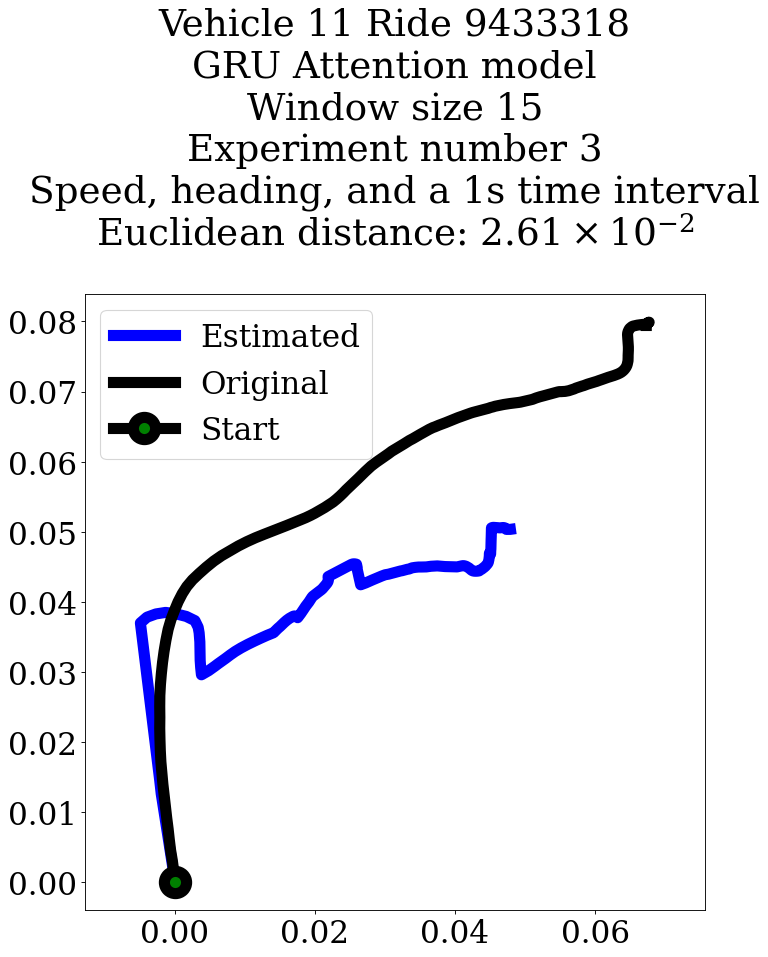 Vehicle 11 Ride 9433318
GRU Attention model
Window size 15
Experiment number 3
Speed, heading, and a 1s time interval
Euclidean distance: 2.61 × 10⁻²
Estimated
Original
Start
0.08
0.07
0.06
0.05
0.04
0.03
0.02
0.01
0.00
0.00 0.02 0.04 0.06